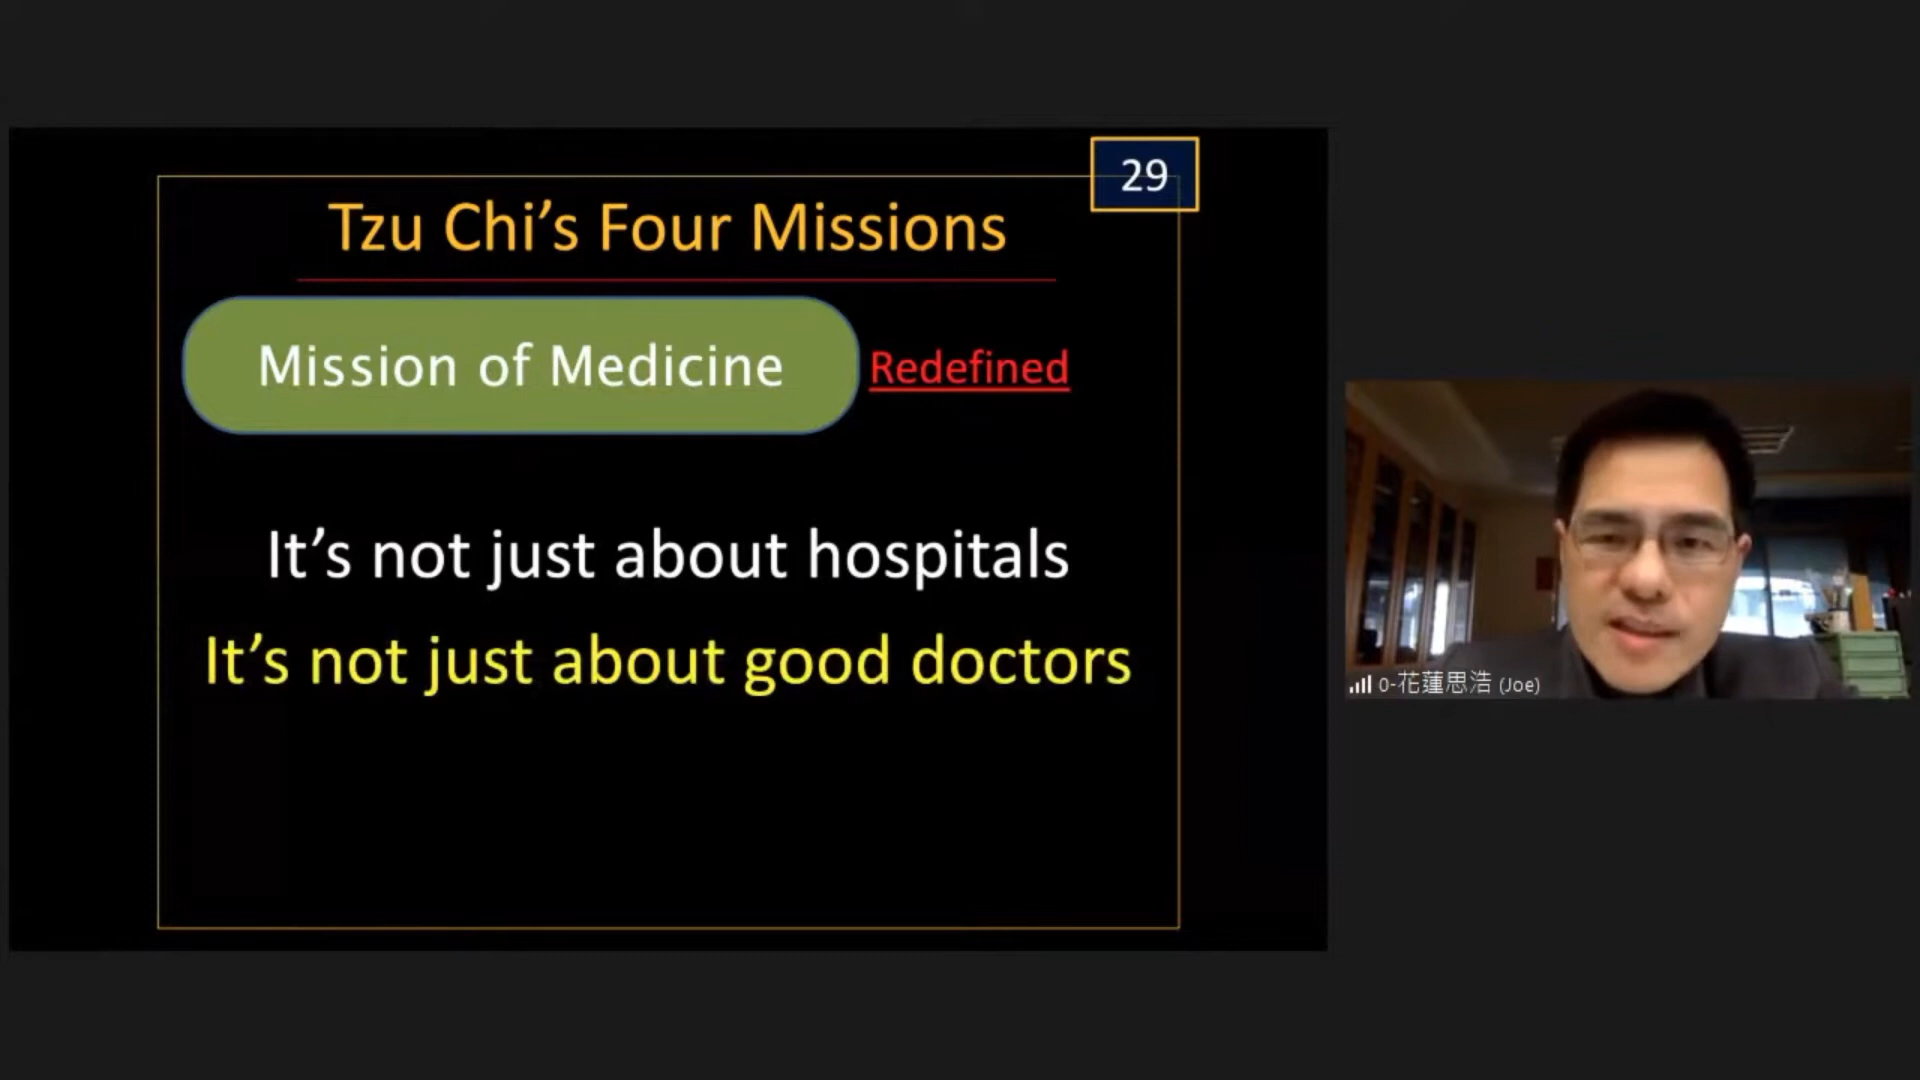 29
Tzu Chi’s Four Missions
Mission of Medicine Redefined
It’s not just about hospitals
It’s not just about good doctors
0-花蓮思浩 (Joe)